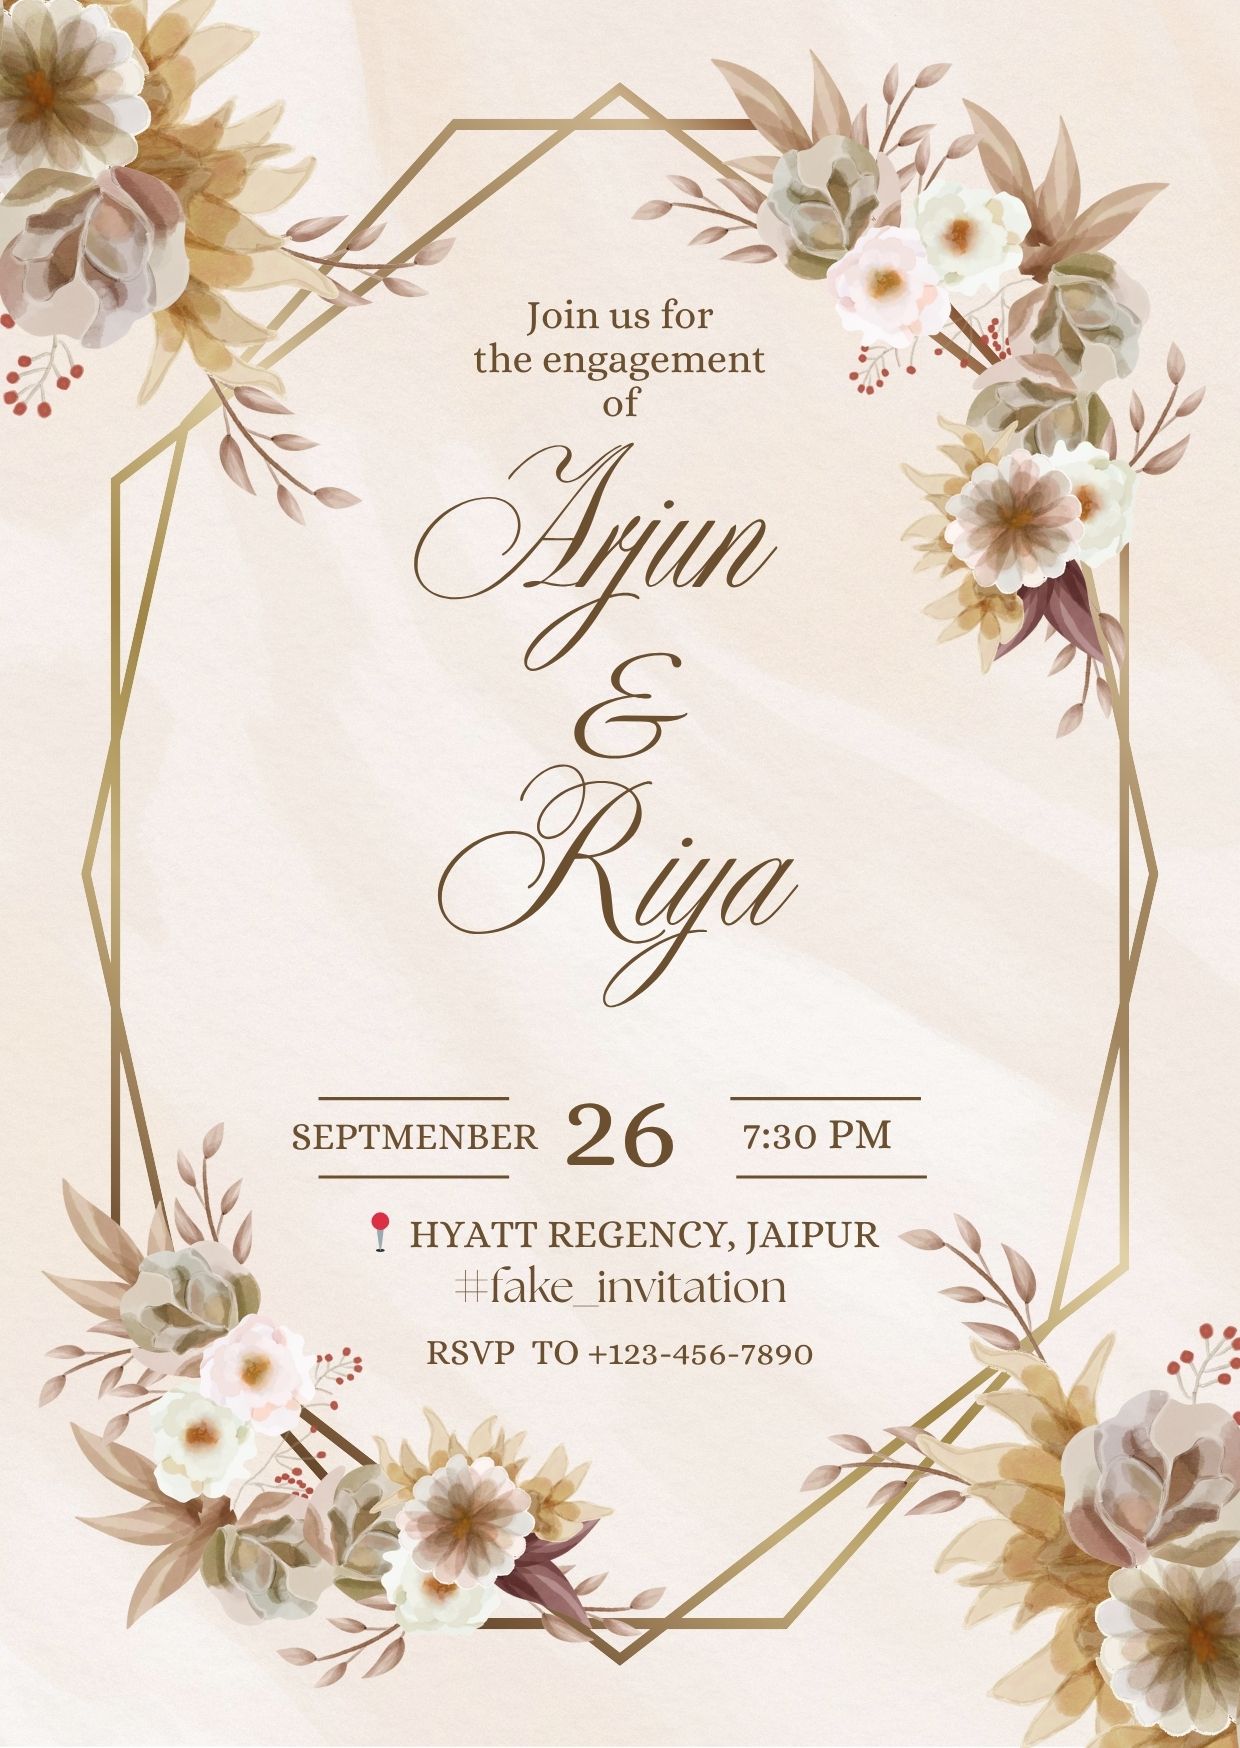 Join us for
the engagement
of
Arjun
&
Riya
SEPTMENBER 26 7:30 PM
HYATT REGENCY, JAIPUR
#fake_invitation
RSVP TO +123-456-7890